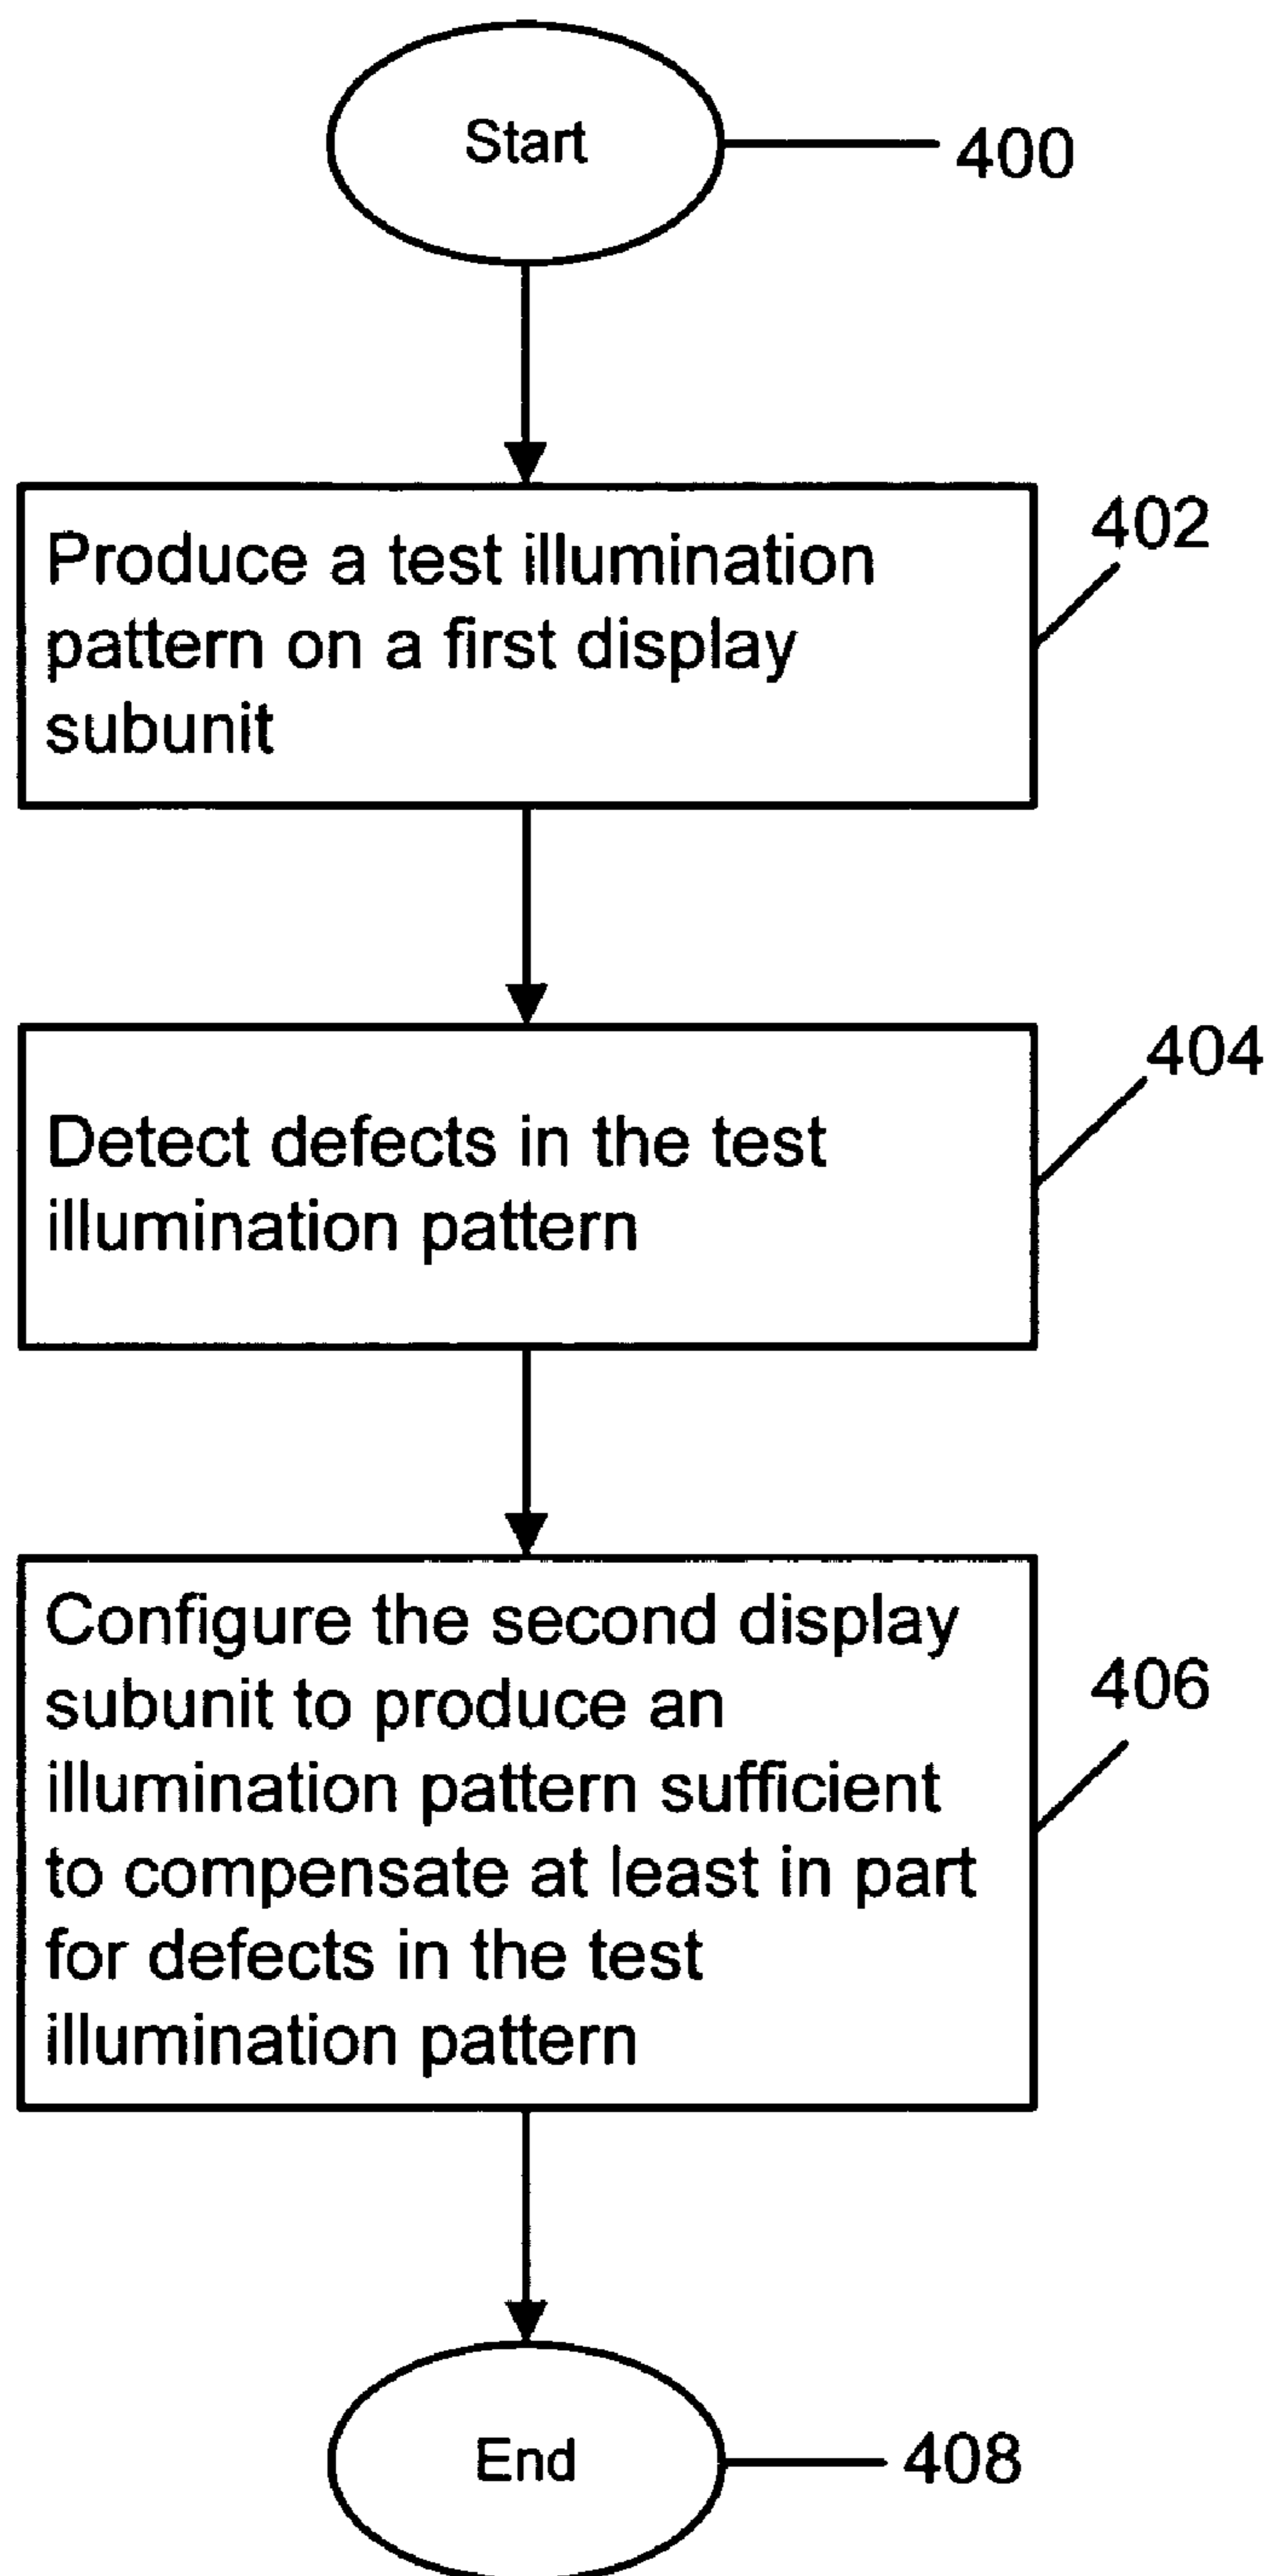 Start
400
Produce a test illumination
pattern on a first display
subunit
402
Detect defects in the test
illumination pattern
404
Configure the second display
subunit to produce an
illumination pattern sufficient
to compensate at least in part
for defects in the test
illumination pattern
406
End
408